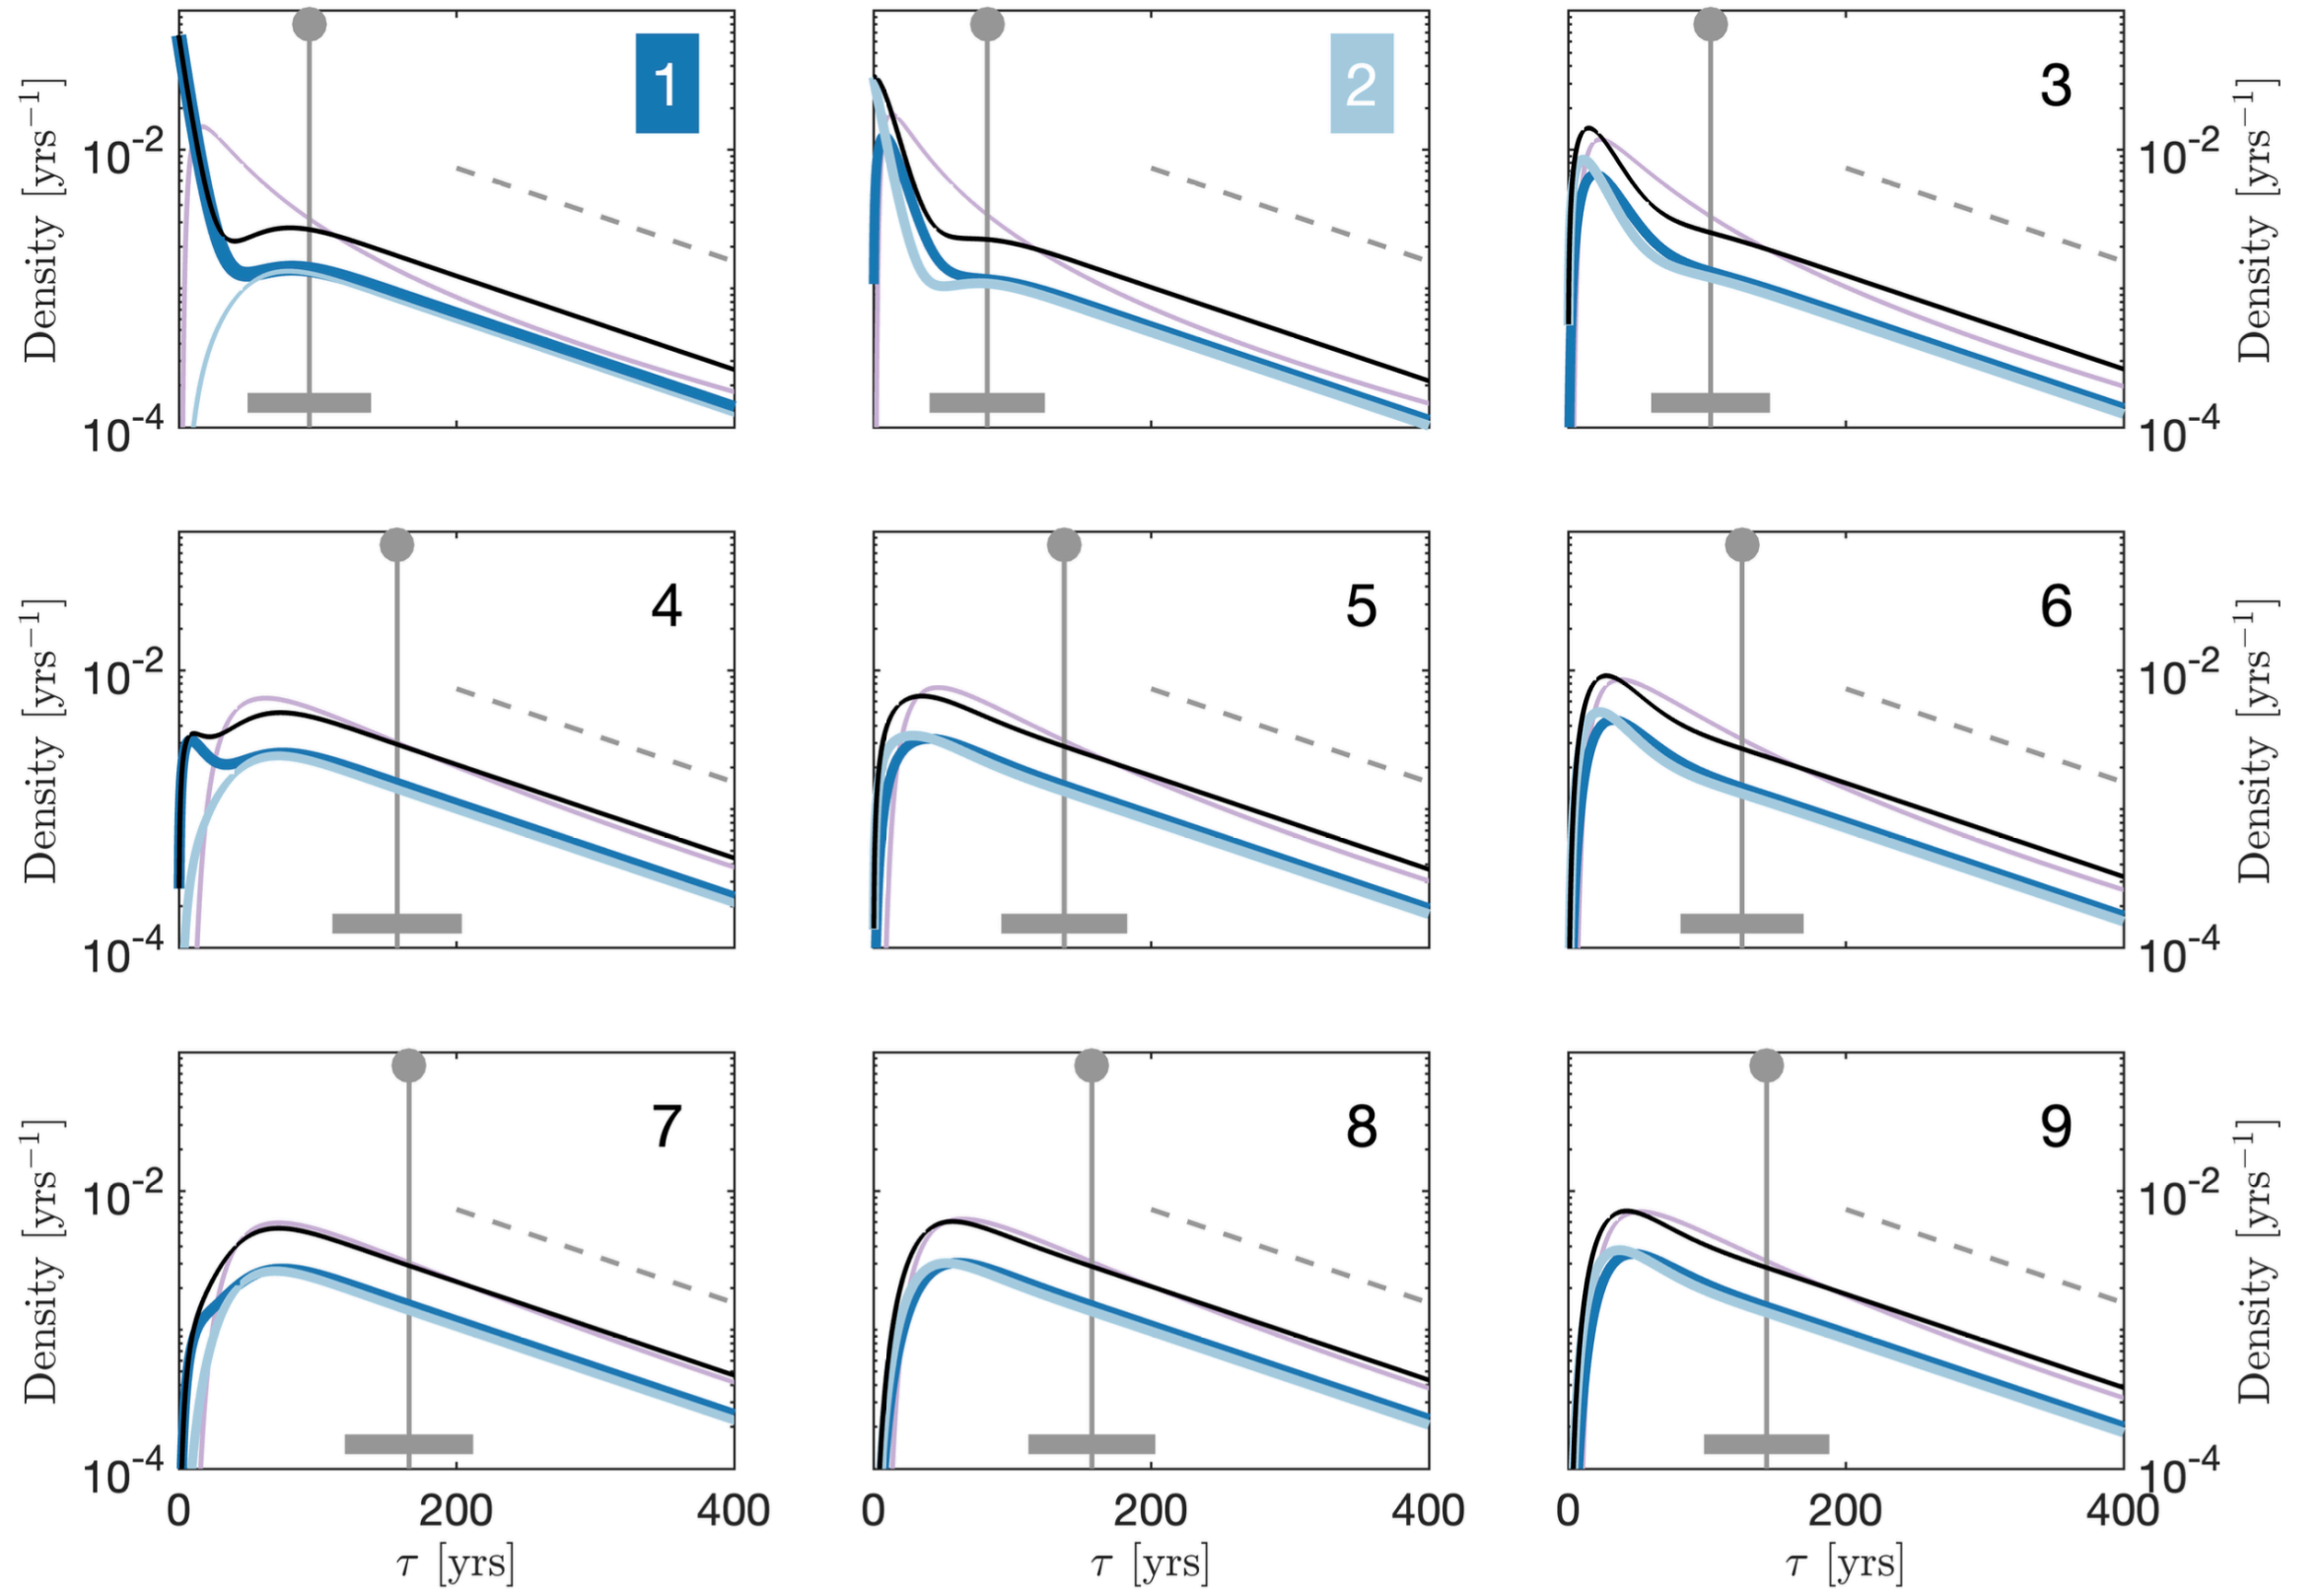 1 2 3
Density [yrs⁻¹] 10⁻² 10⁻⁴ 10⁻² 10⁻⁴ Density [yrs⁻¹]
4 5 6
Density [yrs⁻¹] 10⁻² 10⁻⁴ 10⁻² 10⁻⁴ Density [yrs⁻¹]
7 8 9
Density [yrs⁻¹] 10⁻² 10⁻⁴ 10⁻² 10⁻⁴ Density [yrs⁻¹]
0 200 400 0 200 400 0 200 400
τ [yrs] τ [yrs] τ [yrs]